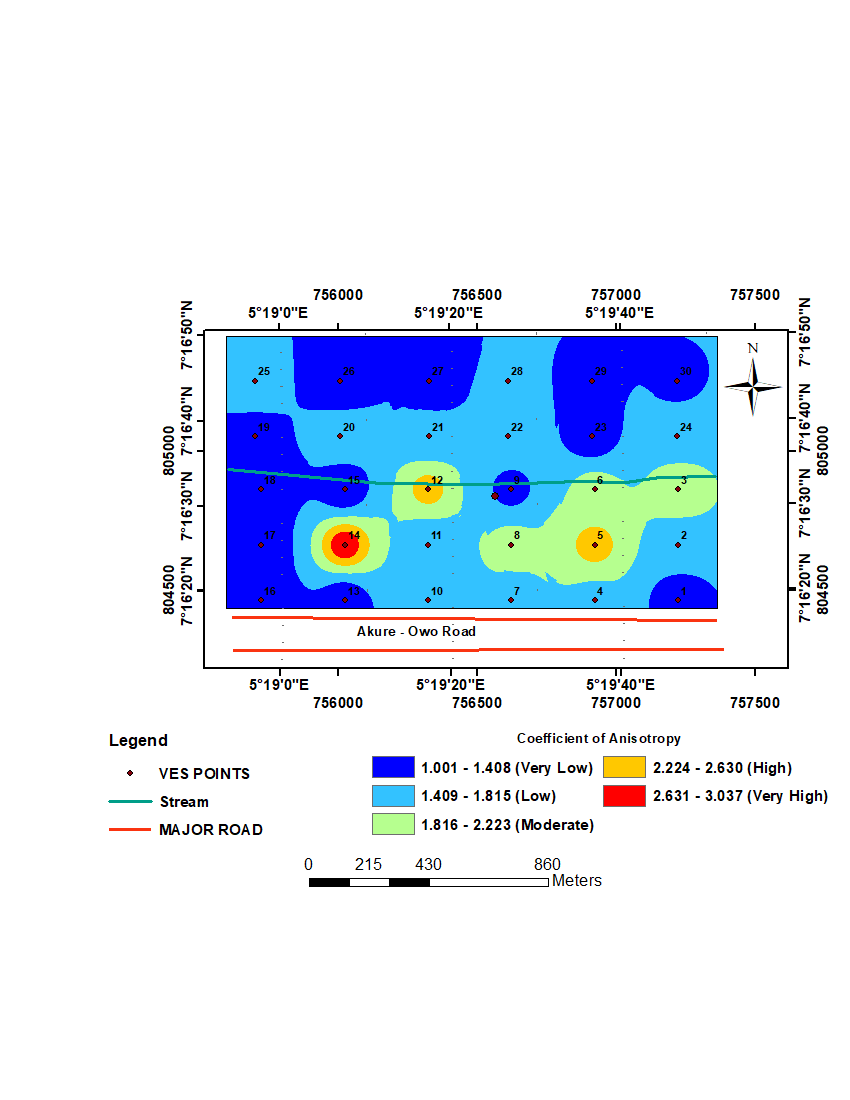 756000 756500 757000 757500
5°19'0"E 5°19'20"E 5°19'40"E
7°16'50"N 7°16'50"N
N
25 26 27 28 29 30
7°16'40"N 7°16'40"N
19 20 21 22 23 24
805000 805000
18 15 12 9 6 3
7°16'30"N 7°16'30"N
17 14 11 8 5 2
804500 804500
7°16'20"N 7°16'20"N
16 13 10 7 4 1
Akure - Owo Road
5°19'0"E 5°19'20"E 5°19'40"E
756000 756500 757000 757500
Legend
VES POINTS
Stream
MAJOR ROAD
Coefficient of Anisotropy
1.001 - 1.408 (Very Low) 2.224 - 2.630 (High)
1.409 - 1.815 (Low) 2.631 - 3.037 (Very High)
1.816 - 2.223 (Moderate)
0 215 430 860
Meters